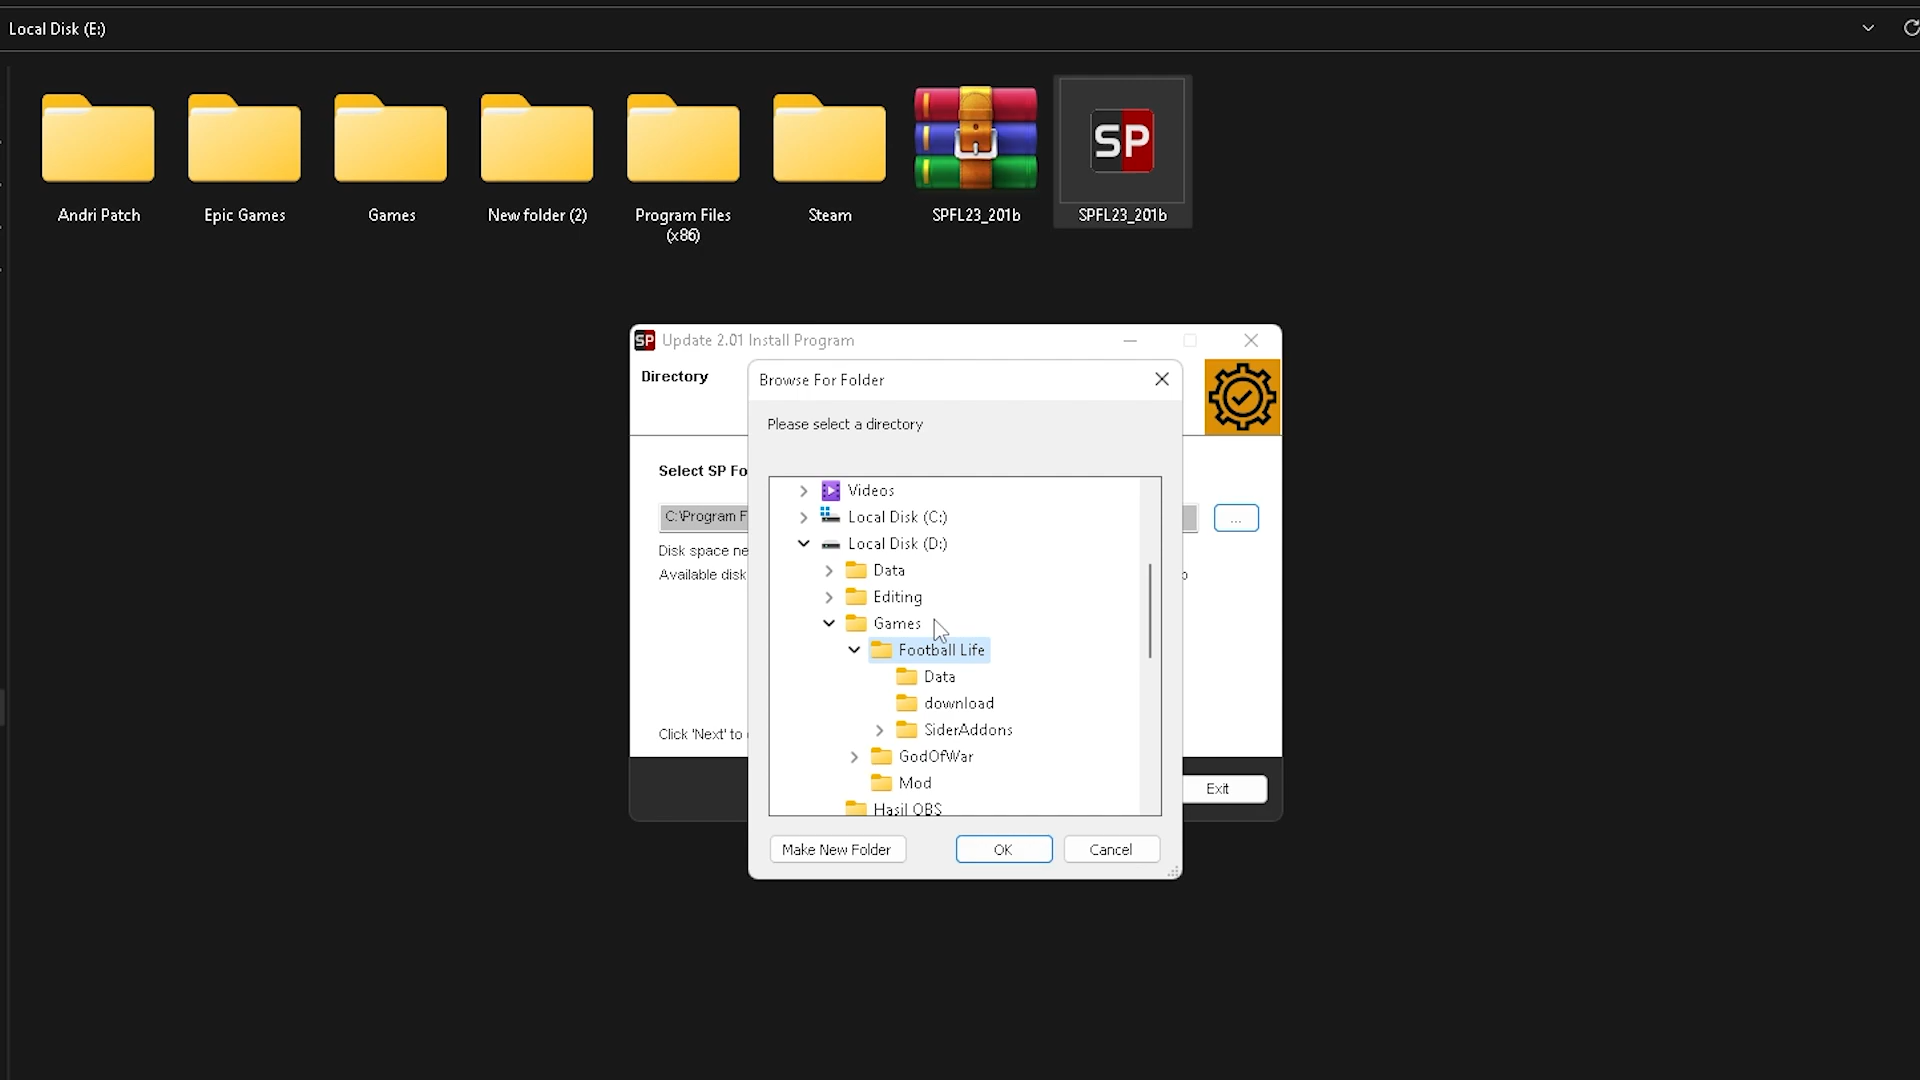 Local Disk (E:)
Andri Patch
Epic Games
Games
New folder (2)
Program Files
(x86)
Steam
SPFL23_201b
SP
SPFL23_201b
SP
Update 2.01 Install Program
Directory
Browse For Folder
Please select a directory
Select SP Fo
C:\Program F
...
Disk space ne
Available disk
Click 'Next' to
Videos
Local Disk (C:)
Local Disk (D:)
Data
Editing
Games
Football Life
Data
download
SiderAddons
GodOfWar
Mod
Hasil OBS
Make New Folder
OK
Cancel
Exit